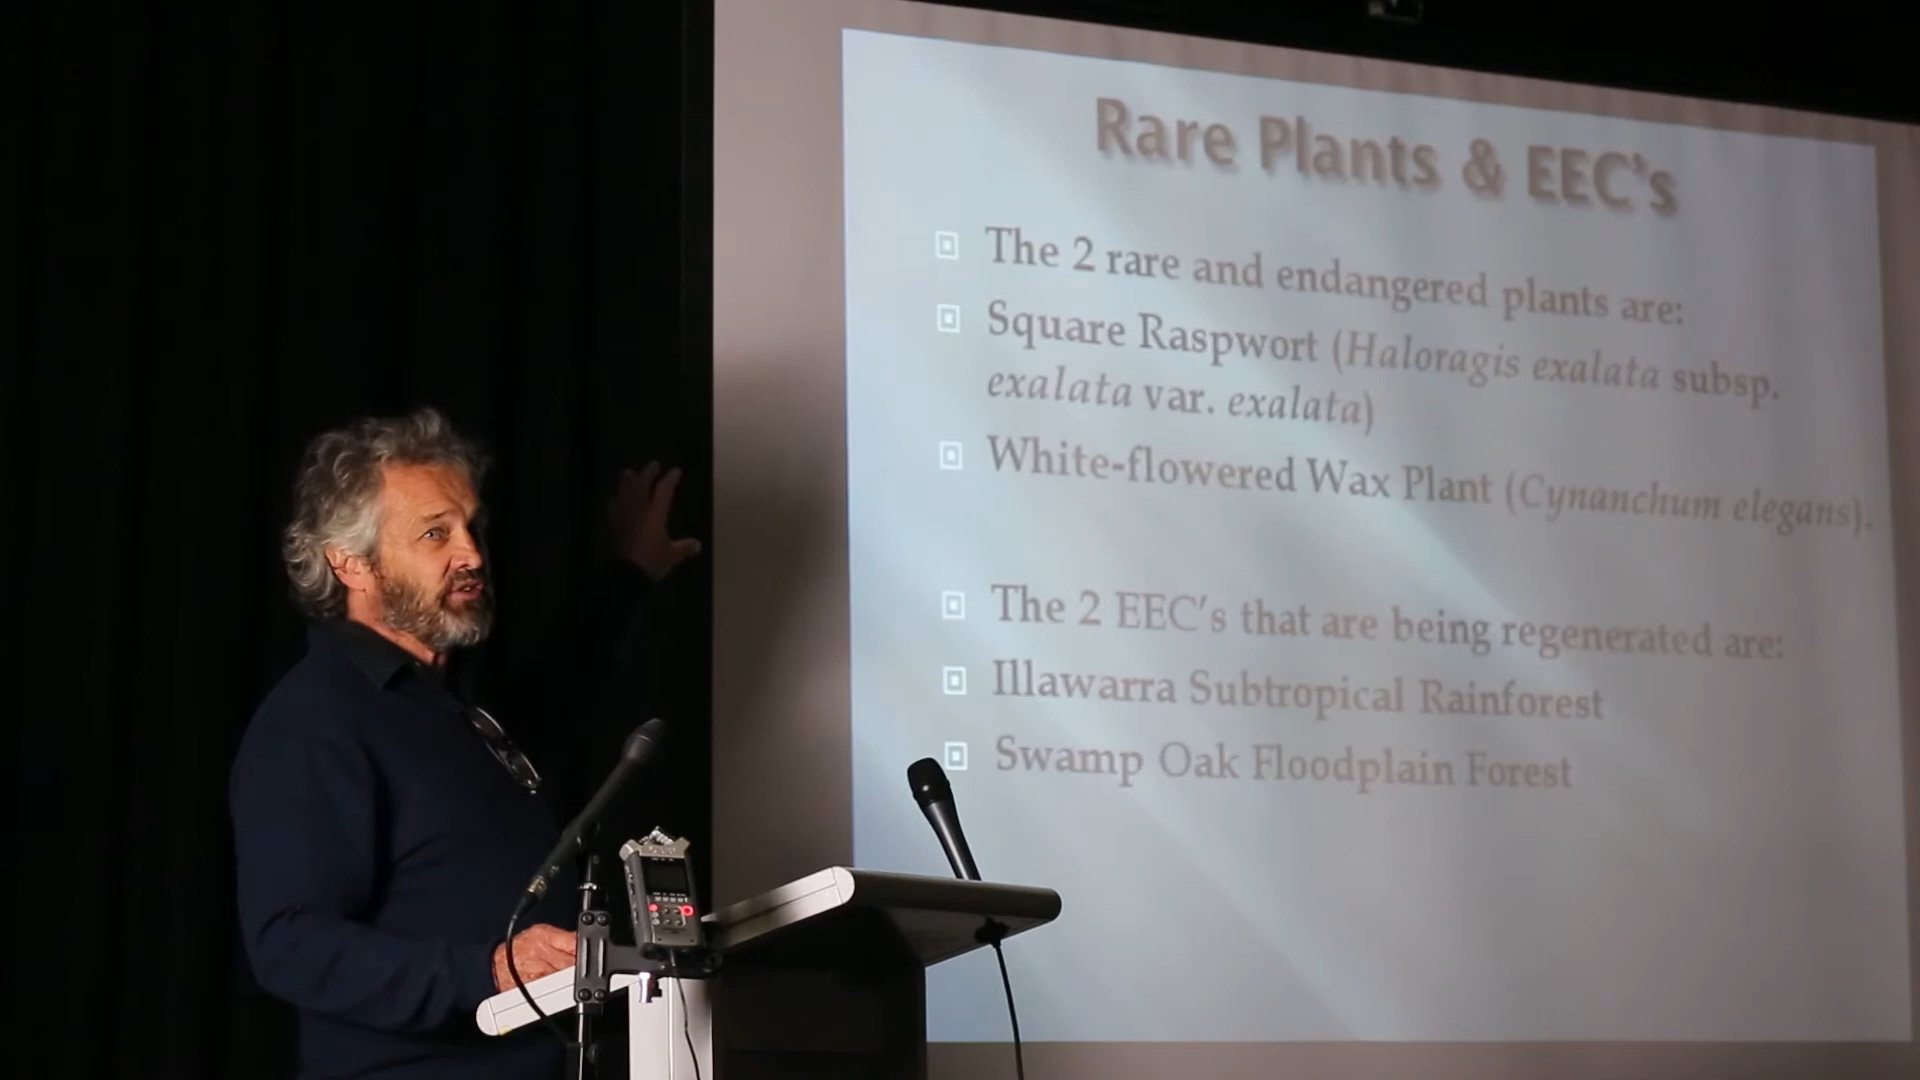 Rare Plants & EEC's
The 2 rare and endangered plants are:
Square Raspwort (Haloragis exalata subsp.
exalata var. exalata)
White-flowered Wax Plant (Cynanchum elegans).
The 2 EEC's that are being regenerated are:
Illawarra Subtropical Rainforest
Swamp Oak Floodplain Forest